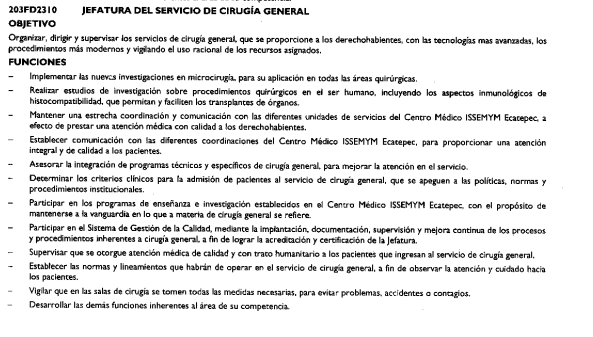 203FD2310 JEFATURA DEL SERVICIO DE CIRUGÍA GENERAL
OBJETIVO
Organizar, dirigir y supervisar los servicios de cirugía general, que se proporcione a los derechohabientes, con las tecnologías mas avanzadas, los
procedimientos más modernos y vigilando el uso racional de los recursos asignados.
FUNCIONES
– Implementar las nuevas investigaciones en microcirugía, para su aplicación en todas las áreas quirúrgicas.
– Realizar estudios de investigación sobre procedimientos quirúrgicos en el ser humano, incluyendo los aspectos inmunológicos de
histocompatibilidad, que permitan y faciliten los transplantes de órganos.
– Mantener una estrecha coordinación y comunicación con las diferentes unidades de servicios del Centro Médico ISSEMYM Ecatepec, a
efecto de prestar una atención médica con calidad a los derechohabientes.
– Establecer comunicación con las diferentes coordinaciones del Centro Médico ISSEMYM Ecatepec, para proporcionar una atención
integral y de calidad a los pacientes.
– Asesorar la integración de programas técnicos y específicos de cirugía general, para mejorar la atención en el servicio.
– Determinar los criterios clínicos para la admisión de pacientes al servicio de cirugía general, que se apeguen a las políticas, normas y
procedimientos institucionales.
– Participar en los programas de enseñanza e investigación establecidos en el Centro Médico ISSEMYM Ecatepec, con el propósito de
mantenerse a la vanguardia en lo que a materia de cirugía general se refiere.
– Participar en el Sistema de Gestión de la Calidad, mediante la implantación, documentación, supervisión y mejora continua de los procesos
y procedimientos inherentes a cirugía general, a fin de lograr la acreditación y certificación de la Jefatura.
– Supervisar que se otorgue atención médica de calidad y con trato humanitario a los pacientes que ingresan al servicio de cirugía general.
– Establecer las normas y lineamientos que habrán de operar en el servicio de cirugía general, a fin de observar la atención y cuidado hacia
los pacientes.
– Vigilar que en las salas de cirugía se tomen todas las medidas necesarias, para evitar problemas, accidentes o contagios.
– Desarrollar las demás funciones inherentes al área de su competencia.